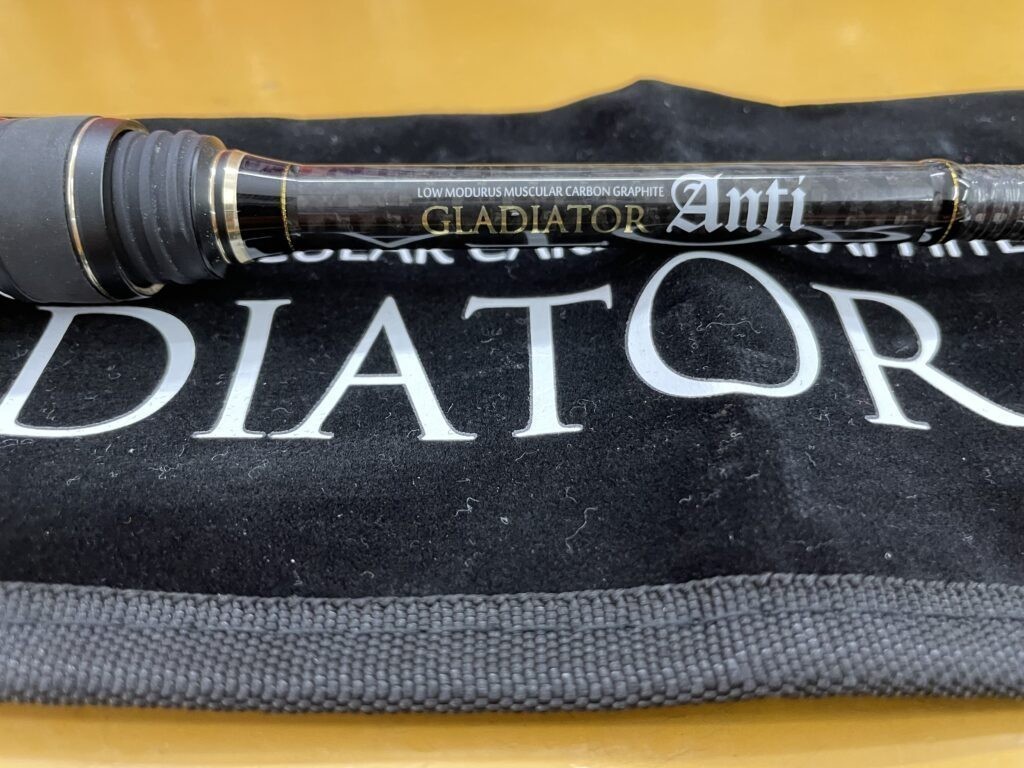 LOW MODURUS MUSCULAR CARBON GRAPHITE
GLADIATOR Anti
DIATOR